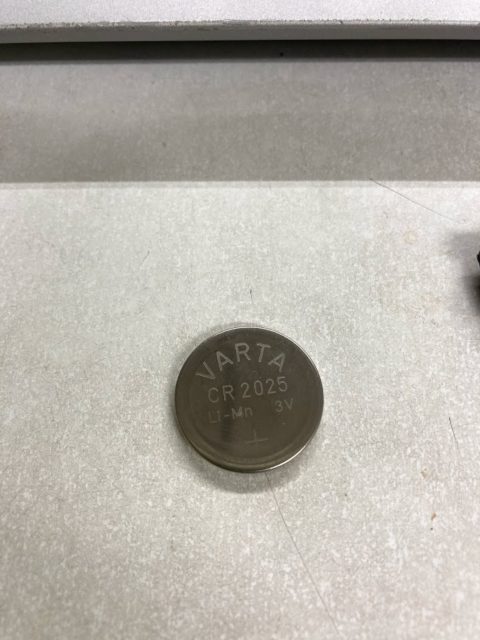 VARTA
CR 2025
Li-Mn 3V
+